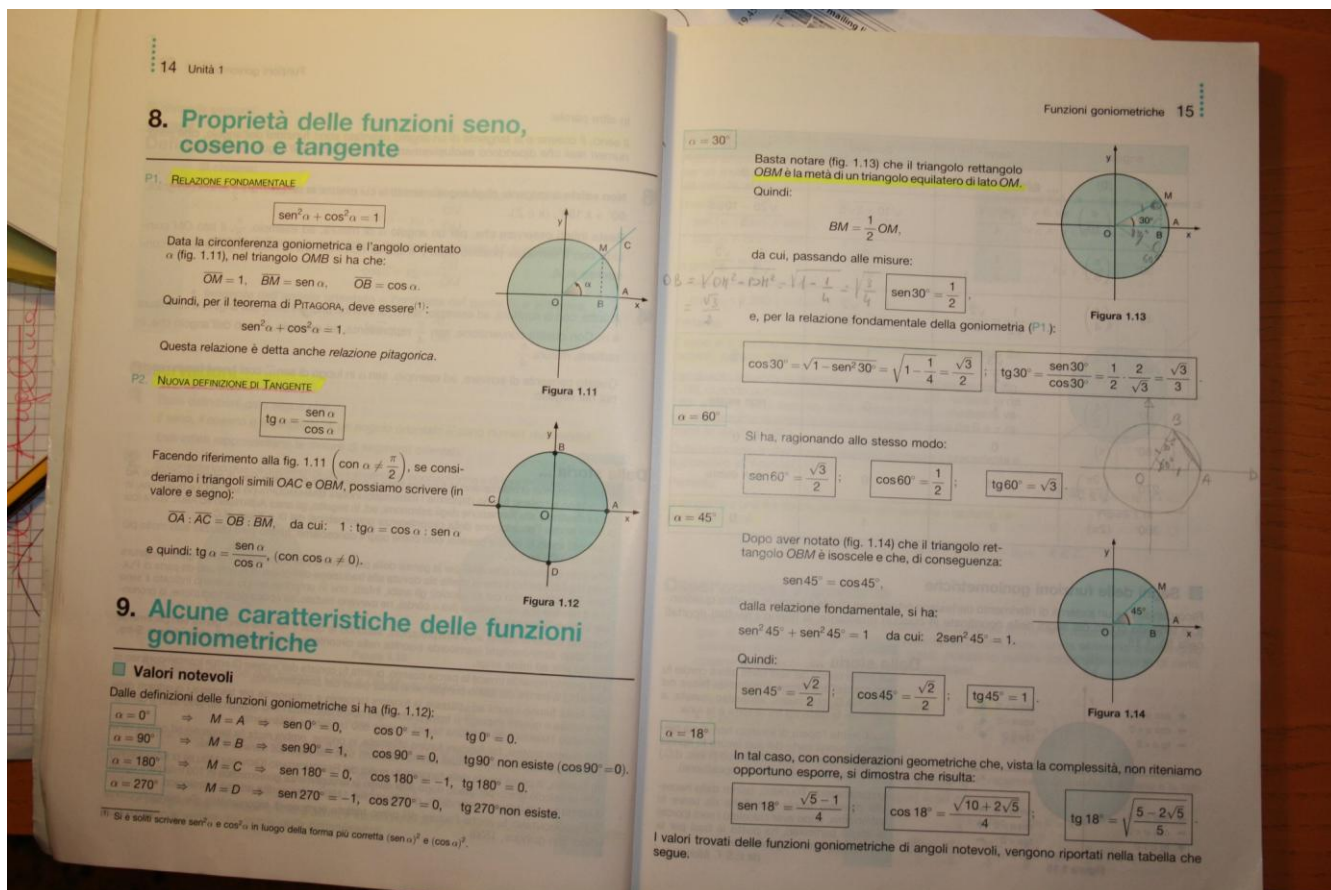 14 Unità 1
8. Proprietà delle funzioni seno,
coseno e tangente
P1. RELAZIONE FONDAMENTALE
sen²α + cos²α = 1
Data la circonferenza goniometrica e l'angolo orientato
α (fig. 1.11), nel triangolo OMB si ha che:
OM = 1, BM = sen α, OB = cos α.
Quindi, per il teorema di PITAGORA, deve essere⁽¹⁾:
sen²α + cos²α = 1.
Questa relazione è detta anche relazione pitagorica.
y
M
C
α
O
B
A
x
Figura 1.11
P2. NUOVA DEFINIZIONE DI TANGENTE
tg α = sen α / cos α
Facendo riferimento alla fig. 1.11 (con α ≠ π/2), se consi-
deriamo i triangoli simili OAC e OBM, possiamo scrivere (in
valore e segno):
OA : AC = OB : BM, da cui: 1 : tgα = cos α : sen α
e quindi: tg α = sen α / cos α, (con cos α ≠ 0).
y
B
C
O
A
x
D
Figura 1.12
9. Alcune caratteristiche delle funzioni
goniometriche
Valori notevoli
Dalle definizioni delle funzioni goniometriche si ha (fig. 1.12):
α = 0° ⇒ M = A ⇒ sen 0° = 0, cos 0° = 1, tg 0° = 0.
α = 90° ⇒ M = B ⇒ sen 90° = 1, cos 90° = 0, tg 90° non esiste (cos 90° = 0).
α = 180° ⇒ M = C ⇒ sen 180° = 0, cos 180° = −1, tg 180° = 0.
α = 270° ⇒ M = D ⇒ sen 270° = −1, cos 270° = 0, tg 270° non esiste.
⁽¹⁾ Si è soliti scrivere sen²α e cos²α in luogo della forma più corretta (sen α)² e (cos α)².
Funzioni goniometriche 15
α = 30°
Basta notare (fig. 1.13) che il triangolo rettangolo
OBM è la metà di un triangolo equilatero di lato OM.
Quindi:
BM = 1/2 OM,
da cui, passando alle misure:
OB = √OM² − BM² = √1 − 1/4 = √3/4
= √3/2
sen 30° = 1/2.
e, per la relazione fondamentale della goniometria (P1):
cos 30° = √1 − sen² 30° = √1 − 1/4 = √3/2; tg 30° = sen 30° / cos 30° = 1/2 · 2/√3 = √3/3.
y
M
30°
O
B
A
x
Figura 1.13
α = 60°
Si ha, ragionando allo stesso modo:
sen 60° = √3/2; cos 60° = 1/2; tg 60° = √3.
B
O
A
α = 45°
Dopo aver notato (fig. 1.14) che il triangolo ret-
tangolo OBM è isoscele e che, di conseguenza:
sen 45° = cos 45°,
dalla relazione fondamentale, si ha:
sen² 45° + sen² 45° = 1 da cui: 2sen² 45° = 1.
Quindi:
sen 45° = √2/2; cos 45° = √2/2; tg 45° = 1.
y
M
45°
O
B
A
x
Figura 1.14
α = 18°
In tal caso, con considerazioni geometriche che, vista la complessità, non riteniamo
opportuno esporre, si dimostra che risulta:
sen 18° = (√5 − 1)/4; cos 18° = √(10 + 2√5)/4; tg 18° = √((5 − 2√5)/5).
I valori trovati delle funzioni goniometriche di angoli notevoli, vengono riportati nella tabella che
segue.